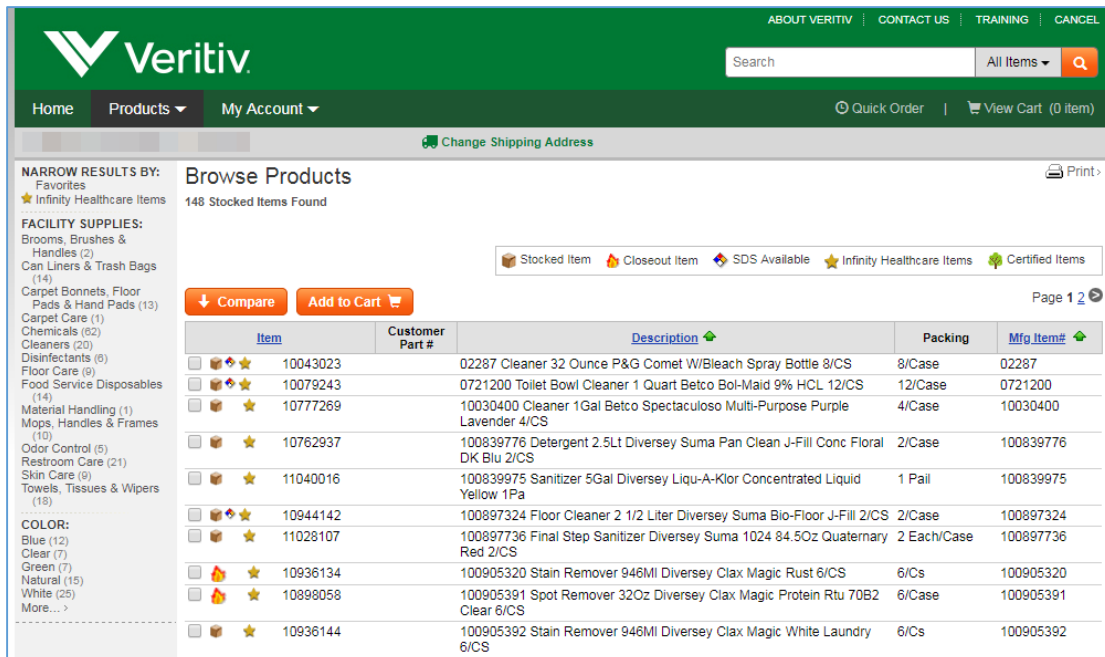 ABOUT VERITIV CONTACT US TRAINING CANCEL
Veritiv
Search All Items
Home Products My Account Quick Order | View Cart (0 item)
Change Shipping Address
NARROW RESULTS BY:
Favorites
Infinity Healthcare Items
FACILITY SUPPLIES:
Brooms, Brushes &
Handles (2)
Can Liners & Trash Bags
(14)
Carpet Bonnets, Floor
Pads & Hand Pads (13)
Carpet Care (1)
Chemicals (62)
Cleaners (20)
Disinfectants (6)
Floor Care (9)
Food Service Disposables
(14)
Material Handling (1)
Mops, Handles & Frames
(10)
Odor Control (5)
Restroom Care (21)
Skin Care (9)
Towels, Tissues & Wipers
(18)
COLOR:
Blue (12)
Clear (7)
Green (7)
Natural (15)
White (25)
More... >
Browse Products
Print >
148 Stocked Items Found
Stocked Item Closeout Item SDS Available Infinity Healthcare Items Certified Items
Compare Add to Cart Page 1 2
Item Customer Part # Description Packing Mfg Item#
10043023 02287 Cleaner 32 Ounce P&G Comet W/Bleach Spray Bottle 8/CS 8/Case 02287
10079243 0721200 Toilet Bowl Cleaner 1 Quart Betco Bol-Maid 9% HCL 12/CS 12/Case 0721200
10777269 10030400 Cleaner 1Gal Betco Spectaculoso Multi-Purpose Purple 4/Case 10030400
Lavender 4/CS
10762937 100839776 Detergent 2.5Lt Diversey Suma Pan Clean J-Fill Conc Floral 2/Case 100839776
DK Blu 2/CS
11040016 100839975 Sanitizer 5Gal Diversey Liqu-A-Klor Concentrated Liquid 1 Pail 100839975
Yellow 1Pa
10944142 100897324 Floor Cleaner 2 1/2 Liter Diversey Suma Bio-Floor J-Fill 2/CS 2/Case 100897324
11028107 100897736 Final Step Sanitizer Diversey Suma 1024 84.5Oz Quaternary 2 Each/Case 100897736
Red 2/CS
10936134 100905320 Stain Remover 946Ml Diversey Clax Magic Rust 6/CS 6/Cs 100905320
10898058 100905391 Spot Remover 32Oz Diversey Clax Magic Protein Rtu 70B2 6/Case 100905391
Clear 6/CS
10936144 100905392 Stain Remover 946Ml Diversey Clax Magic White Laundry 6/Cs 100905392
6/CS